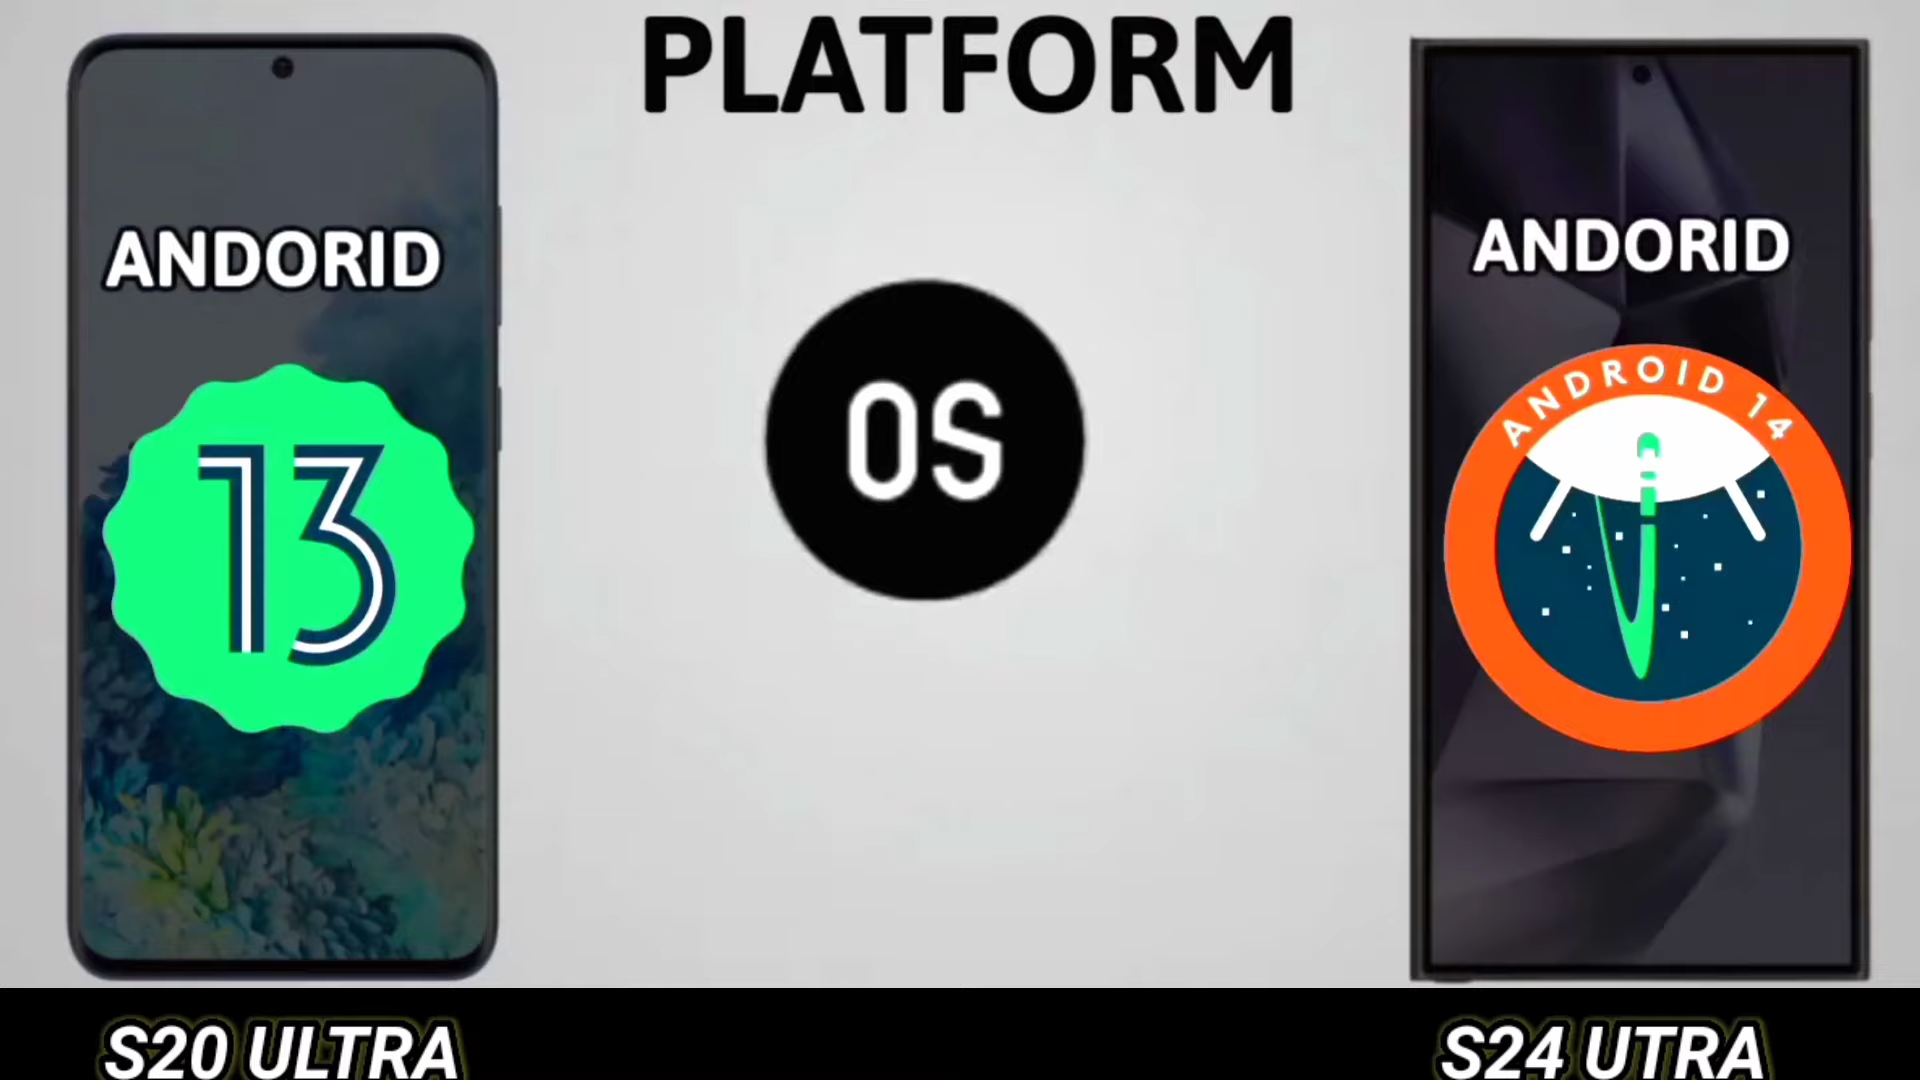 PLATFORM
ANDORID
13
OS
ANDORID
ANDROID 14
S20 ULTRA
S24 UTRA